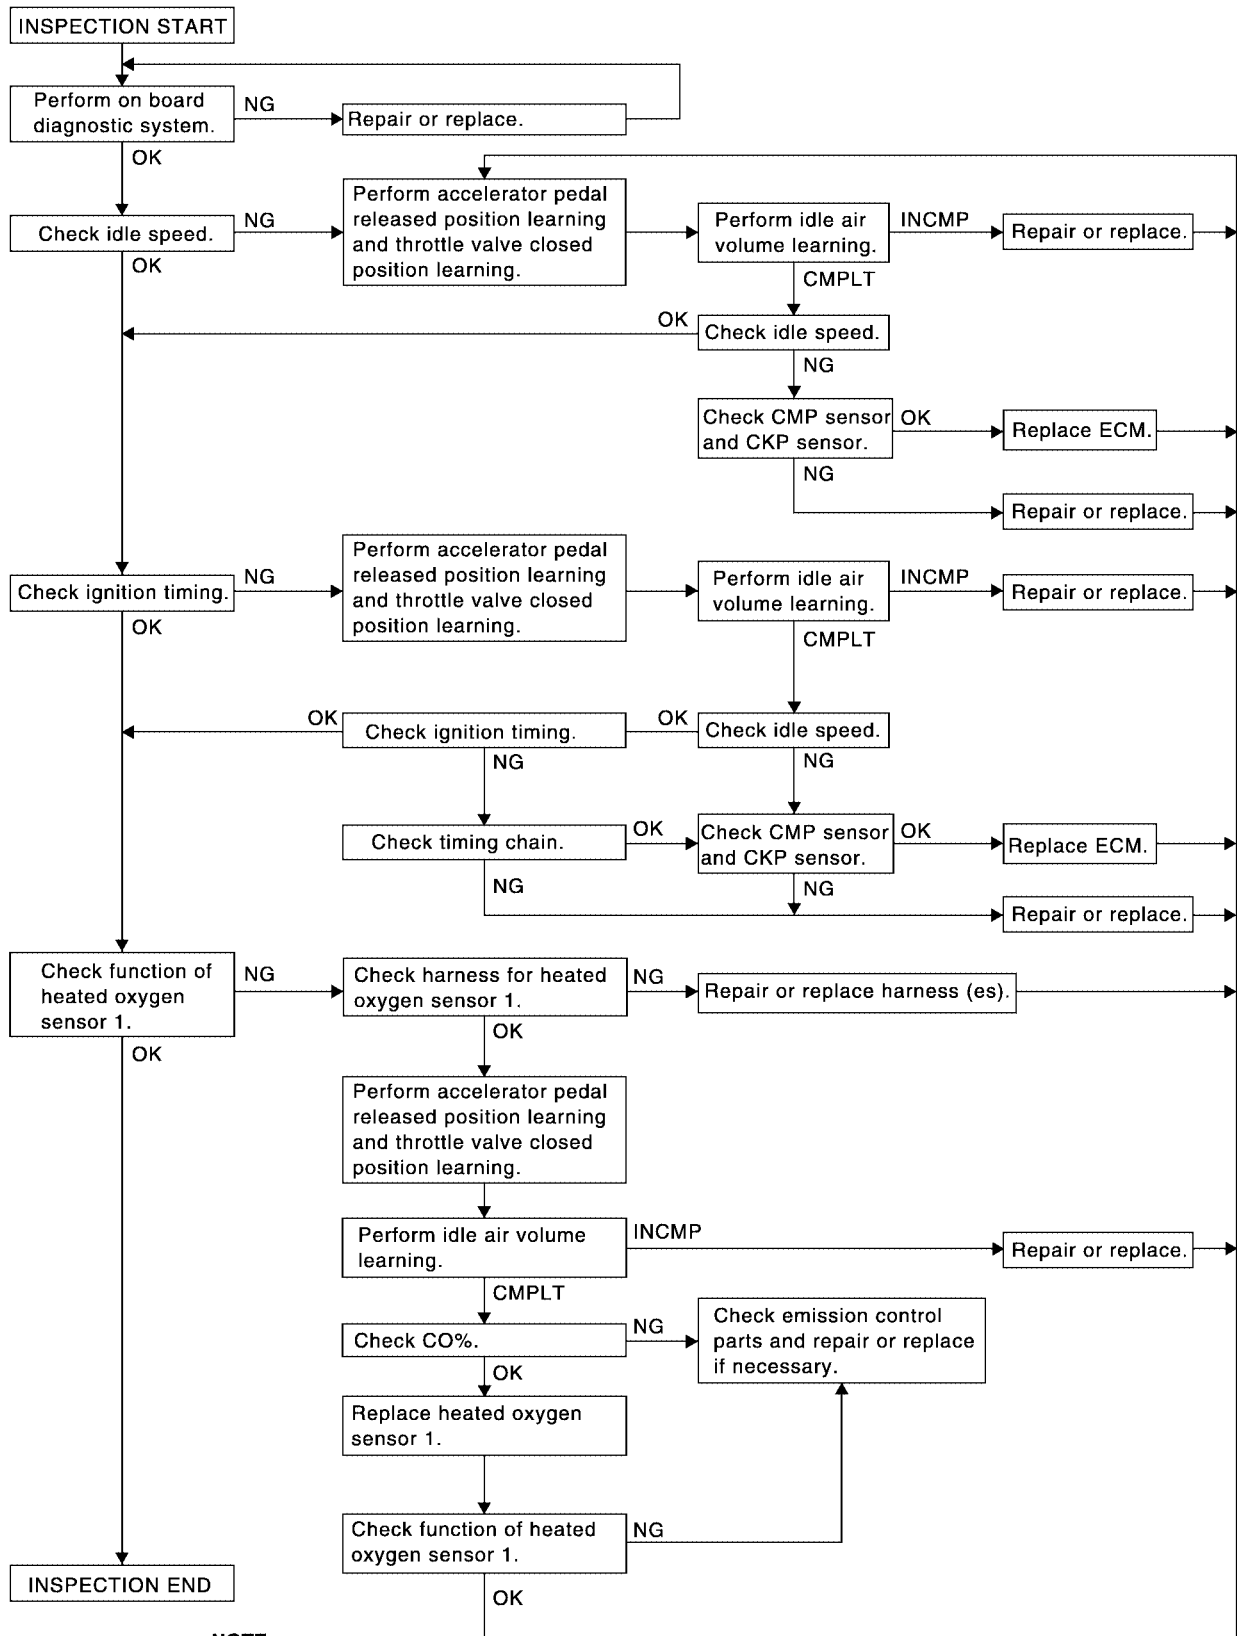 INSPECTION START
Perform on board
diagnostic system.
NG
Repair or replace.
OK
Check idle speed.
NG
Perform accelerator pedal
released position learning
and throttle valve closed
position learning.
Perform idle air
volume learning.
INCMP
Repair or replace.
OK
CMPLT
OK
Check idle speed.
NG
Check CMP sensor
and CKP sensor.
OK
Replace ECM.
NG
Repair or replace.
Check ignition timing.
NG
Perform accelerator pedal
released position learning
and throttle valve closed
position learning.
Perform idle air
volume learning.
INCMP
Repair or replace.
OK
CMPLT
OK
Check ignition timing.
OK
Check idle speed.
NG
NG
Check timing chain.
OK
Check CMP sensor
and CKP sensor.
OK
Replace ECM.
NG
NG
Repair or replace.
Check function of
heated oxygen
sensor 1.
NG
Check harness for heated
oxygen sensor 1.
NG
Repair or replace harness (es).
OK
OK
Perform accelerator pedal
released position learning
and throttle valve closed
position learning.
Perform idle air volume
learning.
INCMP
Repair or replace.
CMPLT
Check CO%.
NG
Check emission control
parts and repair or replace
if necessary.
OK
Replace heated oxygen
sensor 1.
Check function of heated
oxygen sensor 1.
NG
INSPECTION END
OK